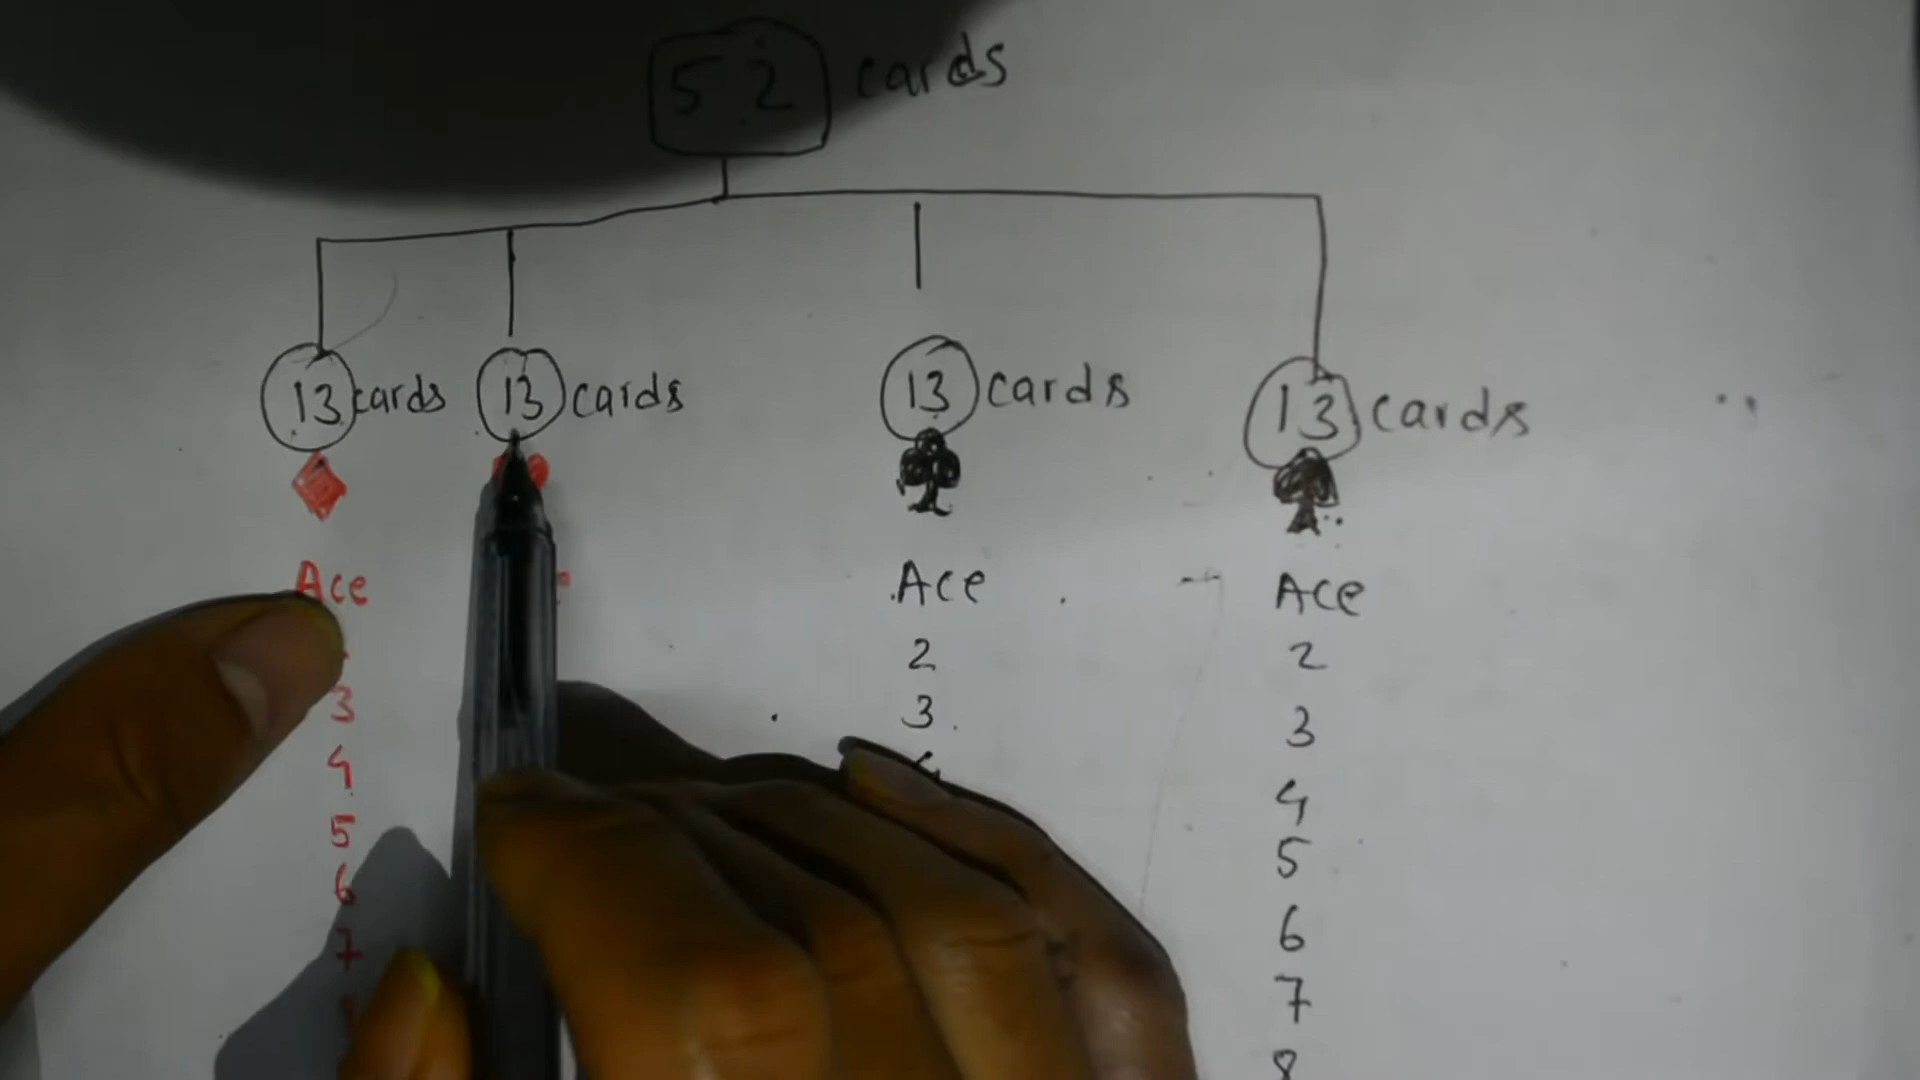 52 cards
13 cards 13 cards 13 cards 13 cards
Ace Ace Ace
2 2
3 3 3
4 4
5 5
6 6
7 7
8